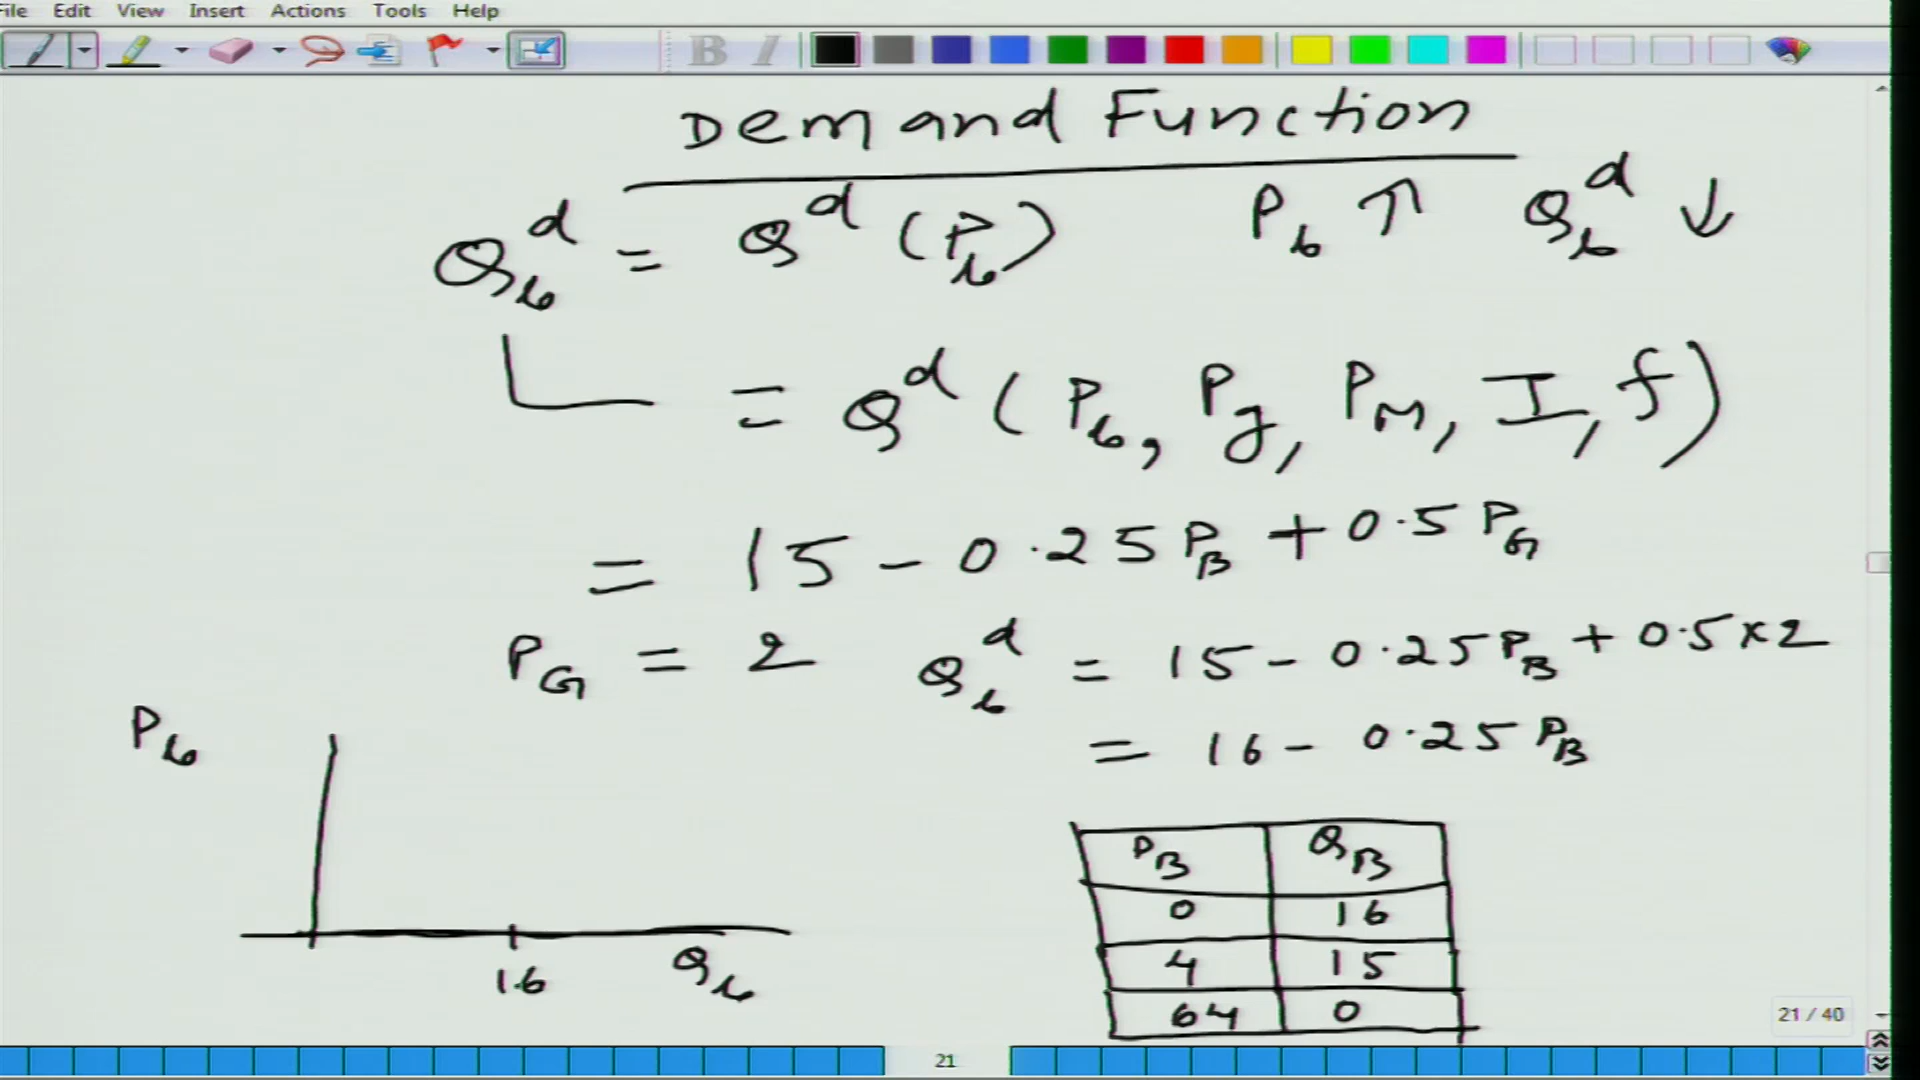 File Edit View Insert Actions Tools Help
B I
Demand Function
Q_b^d = Q^d (P_b) P_b ↑ Q_b^d ↓
= Q^d ( P_b, P_g, P_M, I, f )
= 15 - 0.25 P_B + 0.5 P_G
P_G = 2 Q_b^d = 15 - 0.25 P_B + 0.5 x 2
= 16 - 0.25 P_B
P_b
P_B Q_B
0 16
4 15
64 0
16 Q_b
21 / 40
21